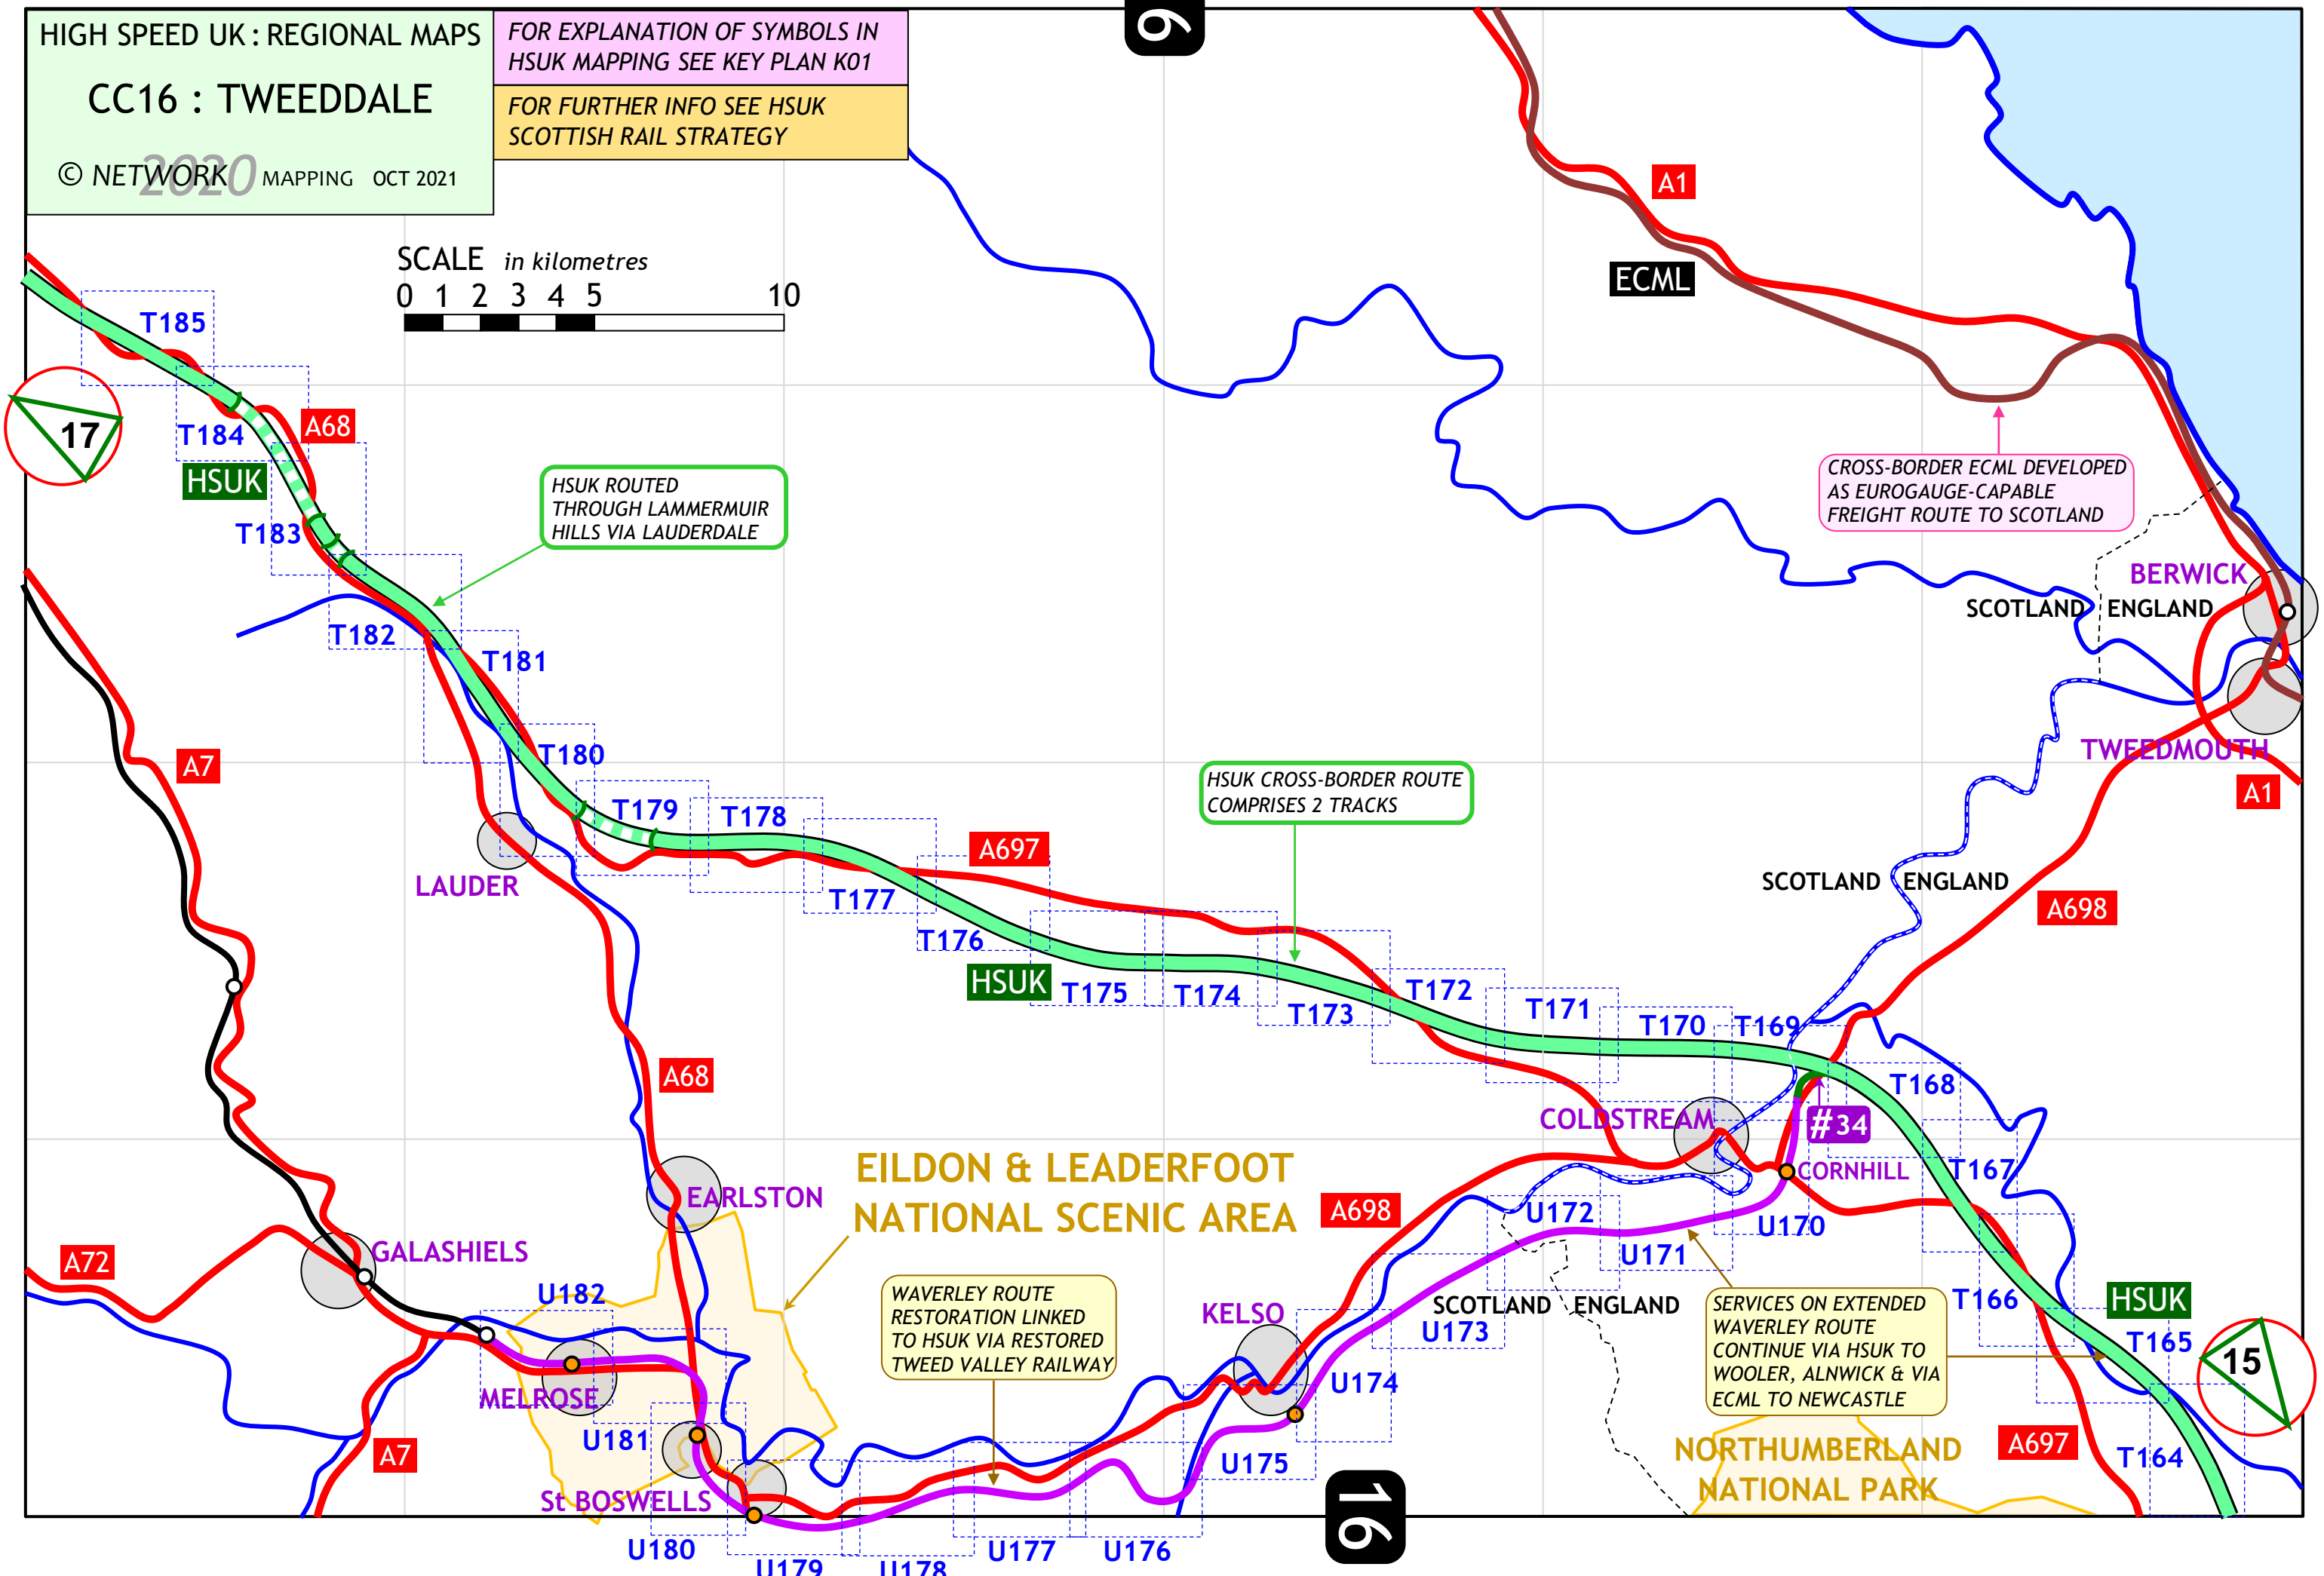 HIGH SPEED UK : REGIONAL MAPS
CC16 : TWEEDDALE
© NETWORK 2020 MAPPING OCT 2021
FOR EXPLANATION OF SYMBOLS IN
HSUK MAPPING SEE KEY PLAN K01
FOR FURTHER INFO SEE HSUK
SCOTTISH RAIL STRATEGY
9
SCALE in kilometres
0 1 2 3 4 5 10
A1
ECML
T185
17
T184
A68
HSUK
T183
HSUK ROUTED
THROUGH LAMMERMUIR
HILLS VIA LAUDERDALE
CROSS-BORDER ECML DEVELOPED
AS EUROGAUGE-CAPABLE
FREIGHT ROUTE TO SCOTLAND
BERWICK
SCOTLAND ENGLAND
T182
T181
T180
A7
TWEEDMOUTH
A1
HSUK CROSS-BORDER ROUTE
COMPRISES 2 TRACKS
T179
T178
A697
LAUDER
T177
T176
SCOTLAND ENGLAND
A698
HSUK
T175
T174
T173
T172
T171
T170
T169
T168
A68
COLDSTREAM
#34
CORNHILL
T167
EILDON & LEADERFOOT
NATIONAL SCENIC AREA
EARLSTON
A698
U172
U170
U171
GALASHIELS
A72
U182
WAVERLEY ROUTE
RESTORATION LINKED
TO HSUK VIA RESTORED
TWEED VALLEY RAILWAY
KELSO
SCOTLAND ENGLAND
U173
SERVICES ON EXTENDED
WAVERLEY ROUTE
CONTINUE VIA HSUK TO
WOOLER, ALNWICK & VIA
ECML TO NEWCASTLE
T166
HSUK
T165
15
MELROSE
U174
U181
A7
U175
NORTHUMBERLAND
NATIONAL PARK
A697
T164
St BOSWELLS
16
U180
U179
U178
U177
U176